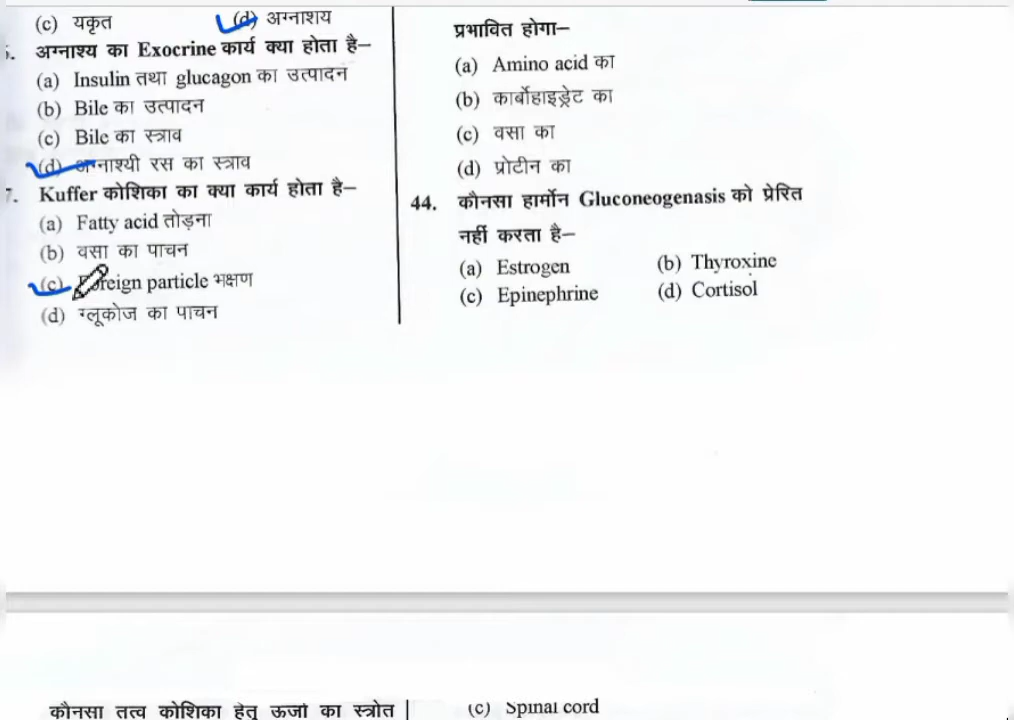 (c) यकृत (d) अग्नाशय
अग्नाश्य का Exocrine कार्य क्या होता है–
(a) Insulin तथा glucagon का उत्पादन
(b) Bile का उत्पादन
(c) Bile का स्त्राव
(d) अग्नाश्यी रस का स्त्राव
7. Kuffer कोशिका का क्या कार्य होता है–
(a) Fatty acid तोड़ना
(b) वसा का पाचन
(c) Foreign particle भक्षण
(d) ग्लूकोज का पाचन
प्रभावित होगा–
(a) Amino acid का
(b) कार्बोहाइड्रेट का
(c) वसा का
(d) प्रोटीन का
44. कौनसा हार्मोन Gluconeogenasis को प्रेरित
नहीं करता है–
(a) Estrogen (b) Thyroxine
(c) Epinephrine (d) Cortisol
कौनसा तत्व कोशिका हेतु ऊर्जा का स्त्रोत
(c) Spinal cord